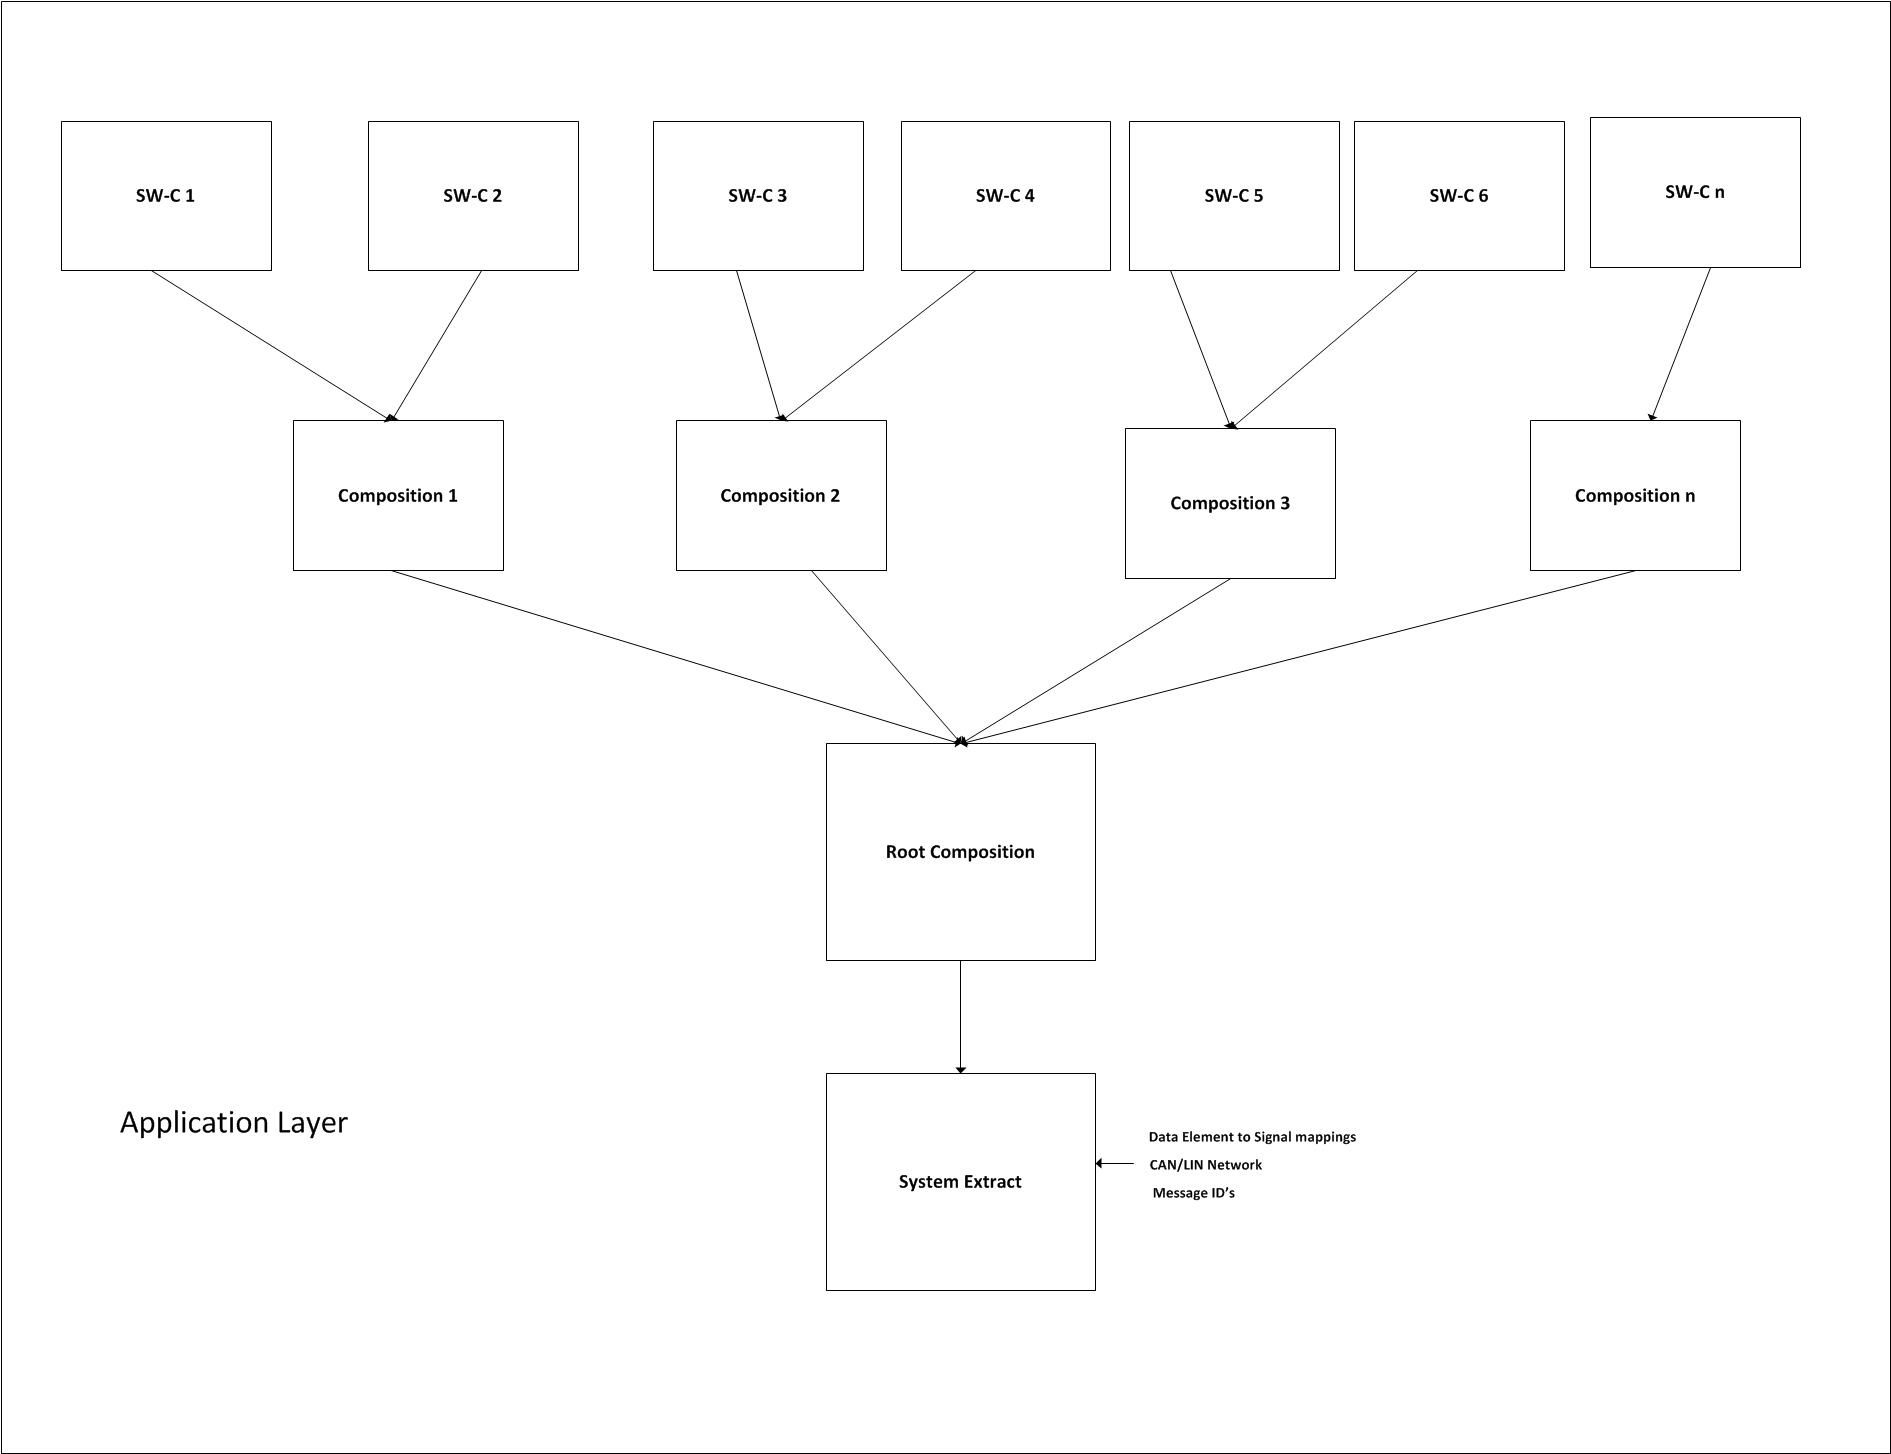 SW-C 1
SW-C 2
SW-C 3
SW-C 4
SW-C 5
SW-C 6
SW-C n
Composition 1
Composition 2
Composition 3
Composition n
Root Composition
System Extract
Data Element to Signal mappings
CAN/LIN Network
Message ID’s
Application Layer